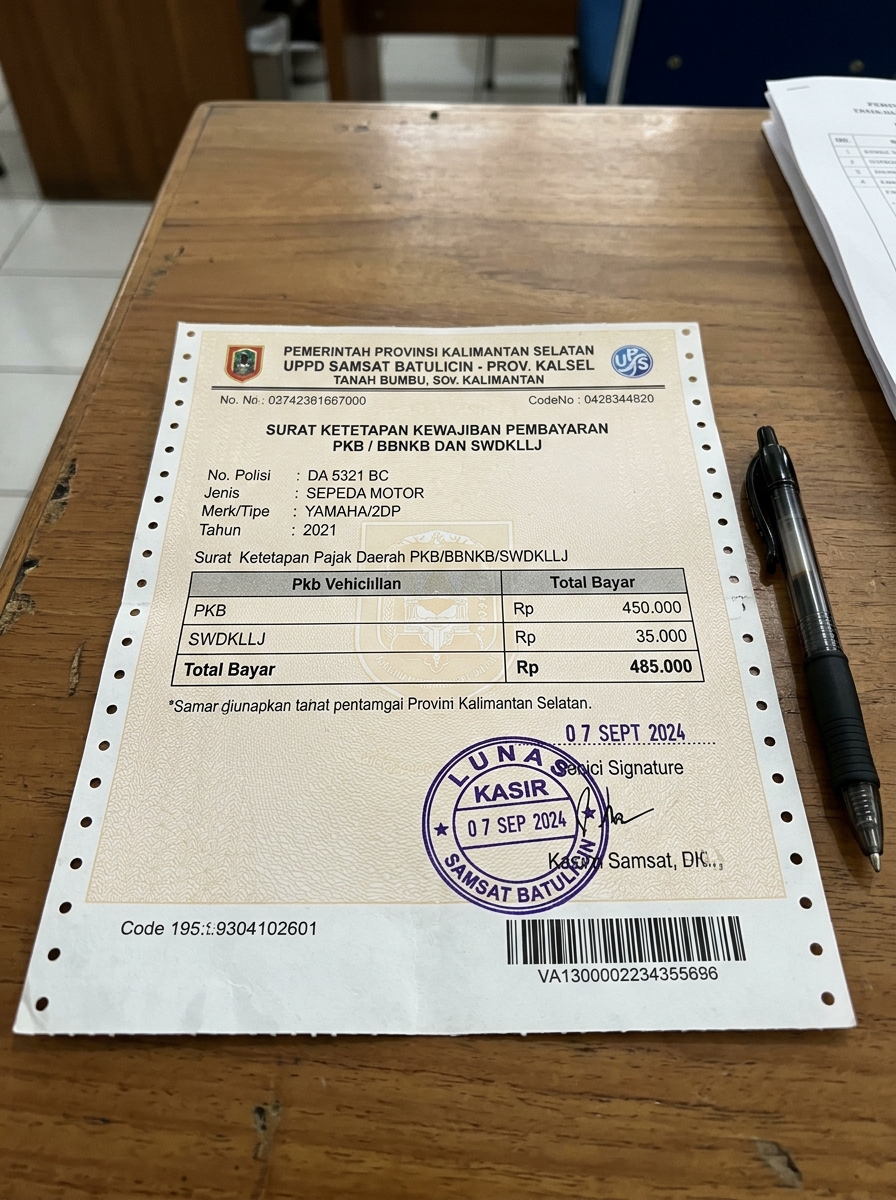 PEMERINTAH PROVINSI KALIMANTAN SELATAN
UPPD SAMSAT BATULICIN - PROV. KALSEL
TANAH BUMBU, SOV. KALIMANTAN
UPS
No. No : 02742381667000
CodeNo : 0428344820
SURAT KETETAPAN KEWAJIBAN PEMBAYARAN
PKB / BBNKB DAN SWDKLLJ
No. Polisi : DA 5321 BC
Jenis : SEPEDA MOTOR
Merk/Tipe : YAMAHA/2DP
Tahun : 2021
Surat Ketetapan Pajak Daerah PKB/BBNKB/SWDKLLJ
Pkb Vehiclillan Total Bayar
PKB Rp 450.000
SWDKLLJ Rp 35.000
Total Bayar Rp 485.000
*Samar giunapkan tanat pentamgai Provini Kalimantan Selatan.
07 SEPT 2024
Signature
LUNAS
KASIR
07 SEP 2024
SAMSAT BATULICIN
Samsat,
Code
VA1300002234355696